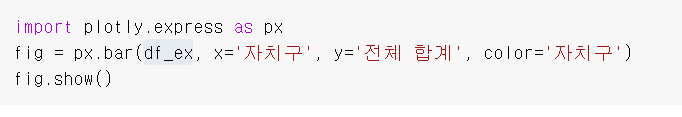 import plotly.express as px
fig = px.bar(df_ex, x='자치구', y='전체 합계', color='자치구')
fig.show()